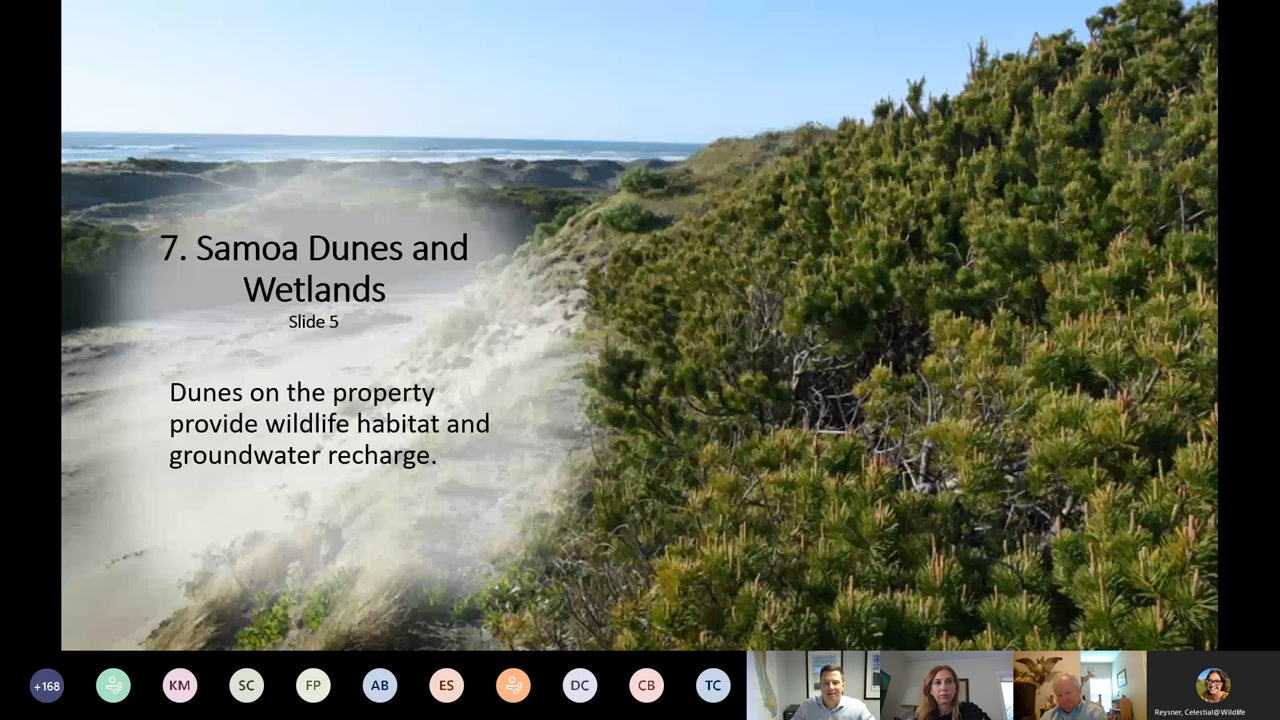 7. Samoa Dunes and
Wetlands
Slide 5
Dunes on the property
provide wildlife habitat and
groundwater recharge.
+168
KM
SC
FP
AB
ES
DC
CB
TC
Reysner, Celestial@Wildlife